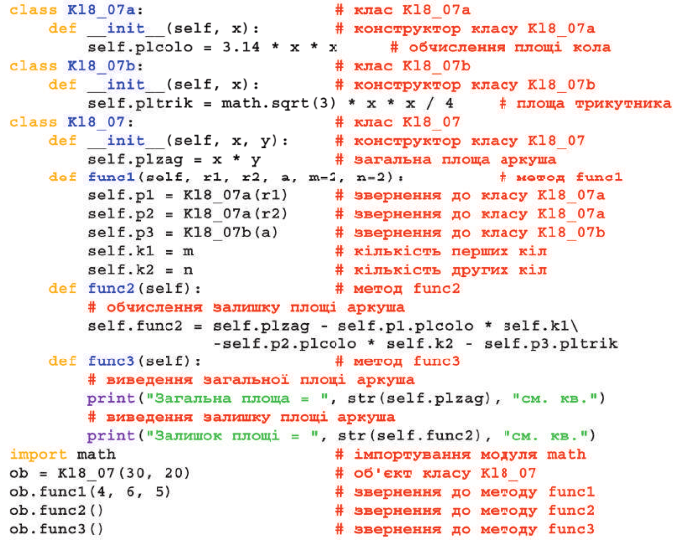 class K18_07a: # клас K18_07a
    def __init__(self, x): # конструктор класу K18_07a
        self.plcolo = 3.14 * x * x # обчислення площі кола
class K18_07b: # клас K18_07b
    def __init__(self, x): # конструктор класу K18_07b
        self.pltrik = math.sqrt(3) * x * x / 4 # площа трикутника
class K18_07: # клас K18_07
    def __init__(self, x, y): # конструктор класу K18_07
        self.plzag = x * y # загальна площа аркуша
    def func1(self, r1, r2, a, m=2, n=2): # метод func1
        self.p1 = K18_07a(r1) # звернення до класу K18_07a
        self.p2 = K18_07a(r2) # звернення до класу K18_07a
        self.p3 = K18_07b(a) # звернення до класу K18_07b
        self.k1 = m # кількість перших кіл
        self.k2 = n # кількість других кіл
    def func2(self): # метод func2
        # обчислення залишку площі аркуша
        self.func2 = self.plzag - self.p1.plcolo * self.k1\
                     -self.p2.plcolo * self.k2 - self.p3.pltrik
    def func3(self): # метод func3
        # виведення загальної площі аркуша
        print("Загальна площа = ", str(self.plzag), "см. кв.")
        # виведення залишку площі аркуша
        print("Залишок площі = ", str(self.func2), "см. кв.")
import math # імпортування модуля math
ob = K18_07(30, 20) # об'єкт класу K18_07
ob.func1(4, 6, 5) # звернення до методу func1
ob.func2() # звернення до методу func2
ob.func3() # звернення до методу func3